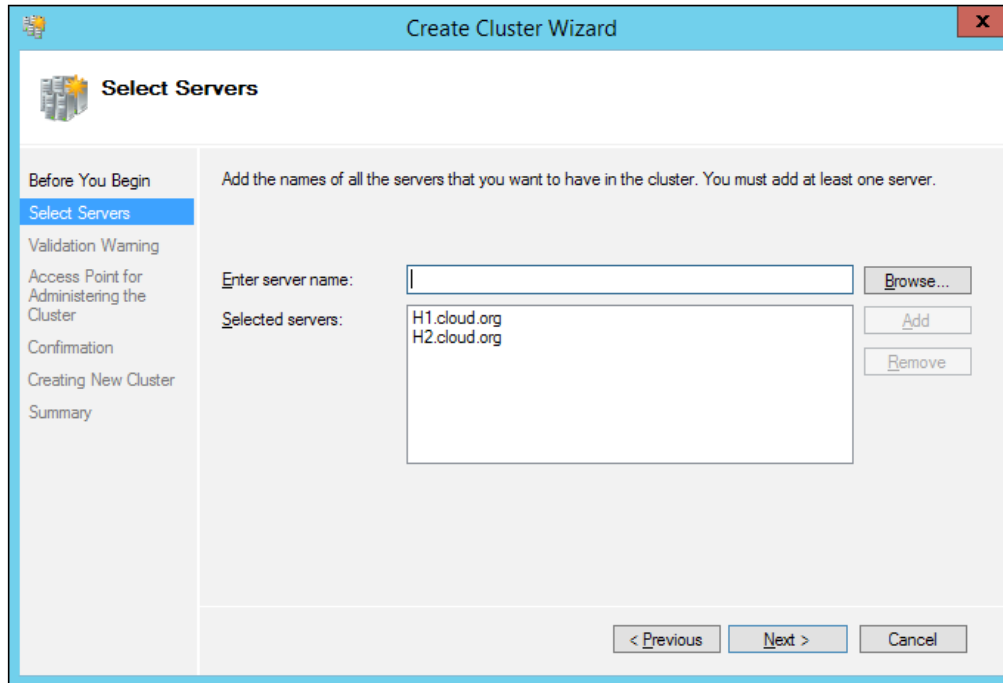 Create Cluster Wizard
x
Select Servers
Before You Begin
Select Servers
Validation Warning
Access Point for
Administering the
Cluster
Confirmation
Creating New Cluster
Summary
Add the names of all the servers that you want to have in the cluster. You must add at least one server.
Enter server name:
Browse...
Selected servers:
H1.cloud.org
H2.cloud.org
Add
Remove
< Previous
Next >
Cancel